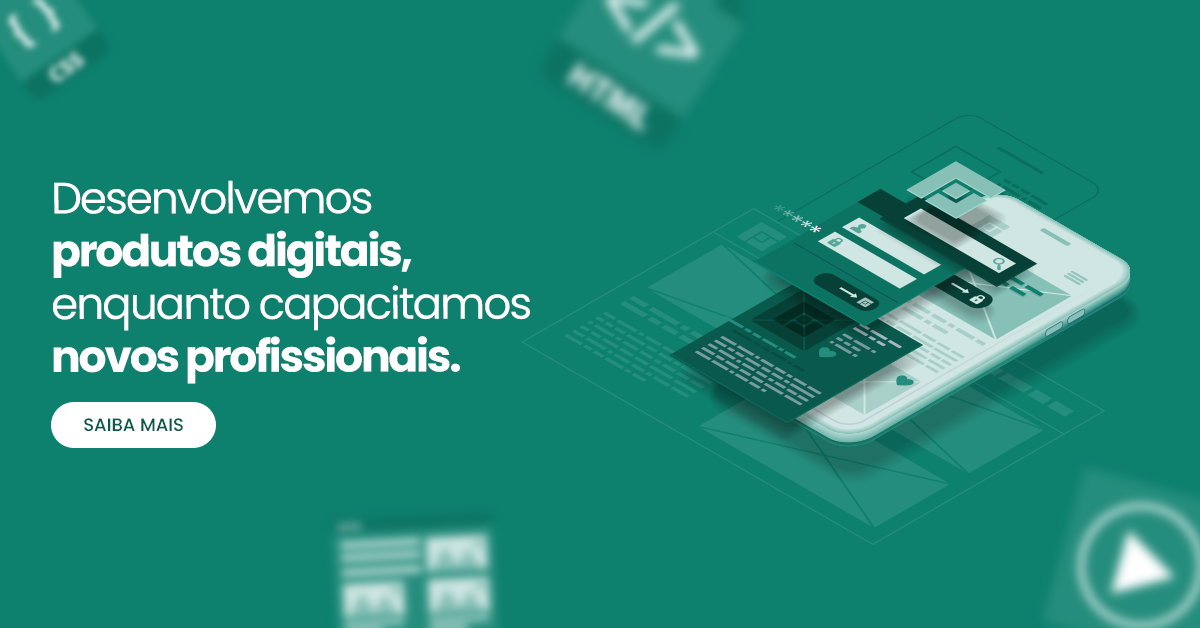 CSS
HTML
Desenvolvemos
produtos digitais,
enquanto capacitamos
novos profissionais.
SAIBA MAIS